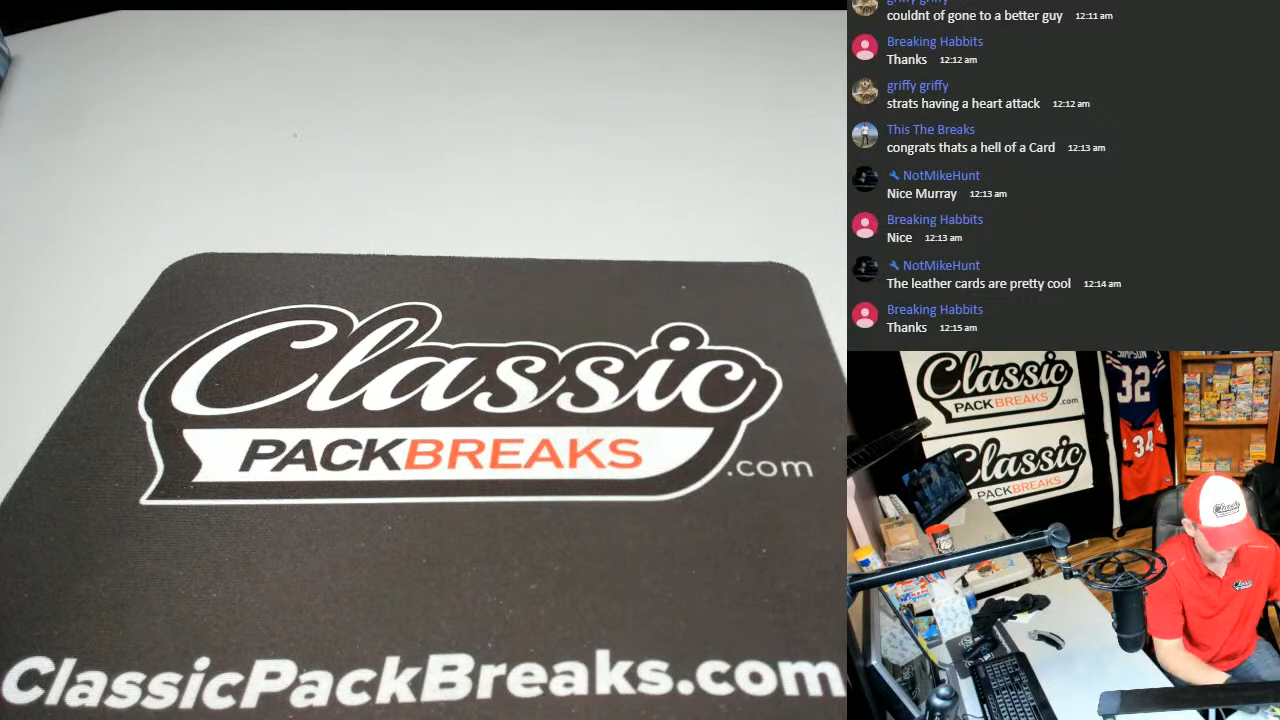 Classic
PACKBREAKS
.com
ClassicPackBreaks.com
couldnt of gone to a better guy 12:11 am
Breaking Habbits
Thanks 12:12 am
griffy griffy
strats having a heart attack 12:12 am
This The Breaks
congrats thats a hell of a Card 12:13 am
NotMikeHunt
Nice Murray 12:13 am
Breaking Habbits
Nice 12:13 am
NotMikeHunt
The leather cards are pretty cool 12:14 am
Breaking Habbits
Thanks 12:15 am
Classic
PACKBREAKS
.com
Classic
PACKBREAKS
SIMPSON
32
34
Classic